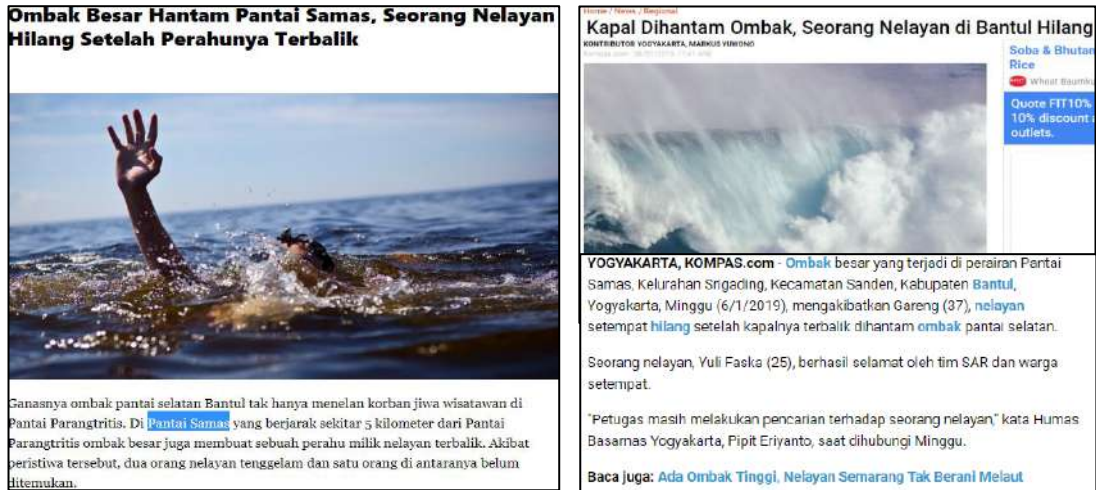 Ombak Besar Hantam Pantai Samas, Seorang Nelayan
Hilang Setelah Perahunya Terbalik
Ganasnya ombak pantai selatan Bantul tak hanya menelan korban jiwa wisatawan di
Pantai Parangtritis. Di Pantai Samas yang berjarak sekitar 5 kilometer dari Pantai
Parangtritis ombak besar juga membuat sebuah perahu milik nelayan terbalik. Akibat
peristiwa tersebut, dua orang nelayan tenggelam dan satu orang di antaranya belum
ditemukan.
Home / News / Regional
Kapal Dihantam Ombak, Seorang Nelayan di Bantul Hilang
KONTRIBUTOR YOGYAKARTA, MARKUS YUWONO
Soba & Bhutan
Rice
Wheat
Quote FIT10%
10% discount a
outlets.
YOGYAKARTA, KOMPAS.com - Ombak besar yang terjadi di perairan Pantai
Samas, Kelurahan Srigading, Kecamatan Sanden, Kabupaten Bantul,
Yogyakarta, Minggu (6/1/2019), mengakibatkan Gareng (37), nelayan
setempat hilang setelah kapalnya terbalik dihantam ombak pantai selatan.
Seorang nelayan, Yuli Faska (25), berhasil selamat oleh tim SAR dan warga
setempat.
"Petugas masih melakukan pencarian terhadap seorang nelayan," kata Humas
Basarnas Yogyakarta, Pipit Eriyanto, saat dihubungi Minggu.
Baca juga: Ada Ombak Tinggi, Nelayan Semarang Tak Berani Melaut